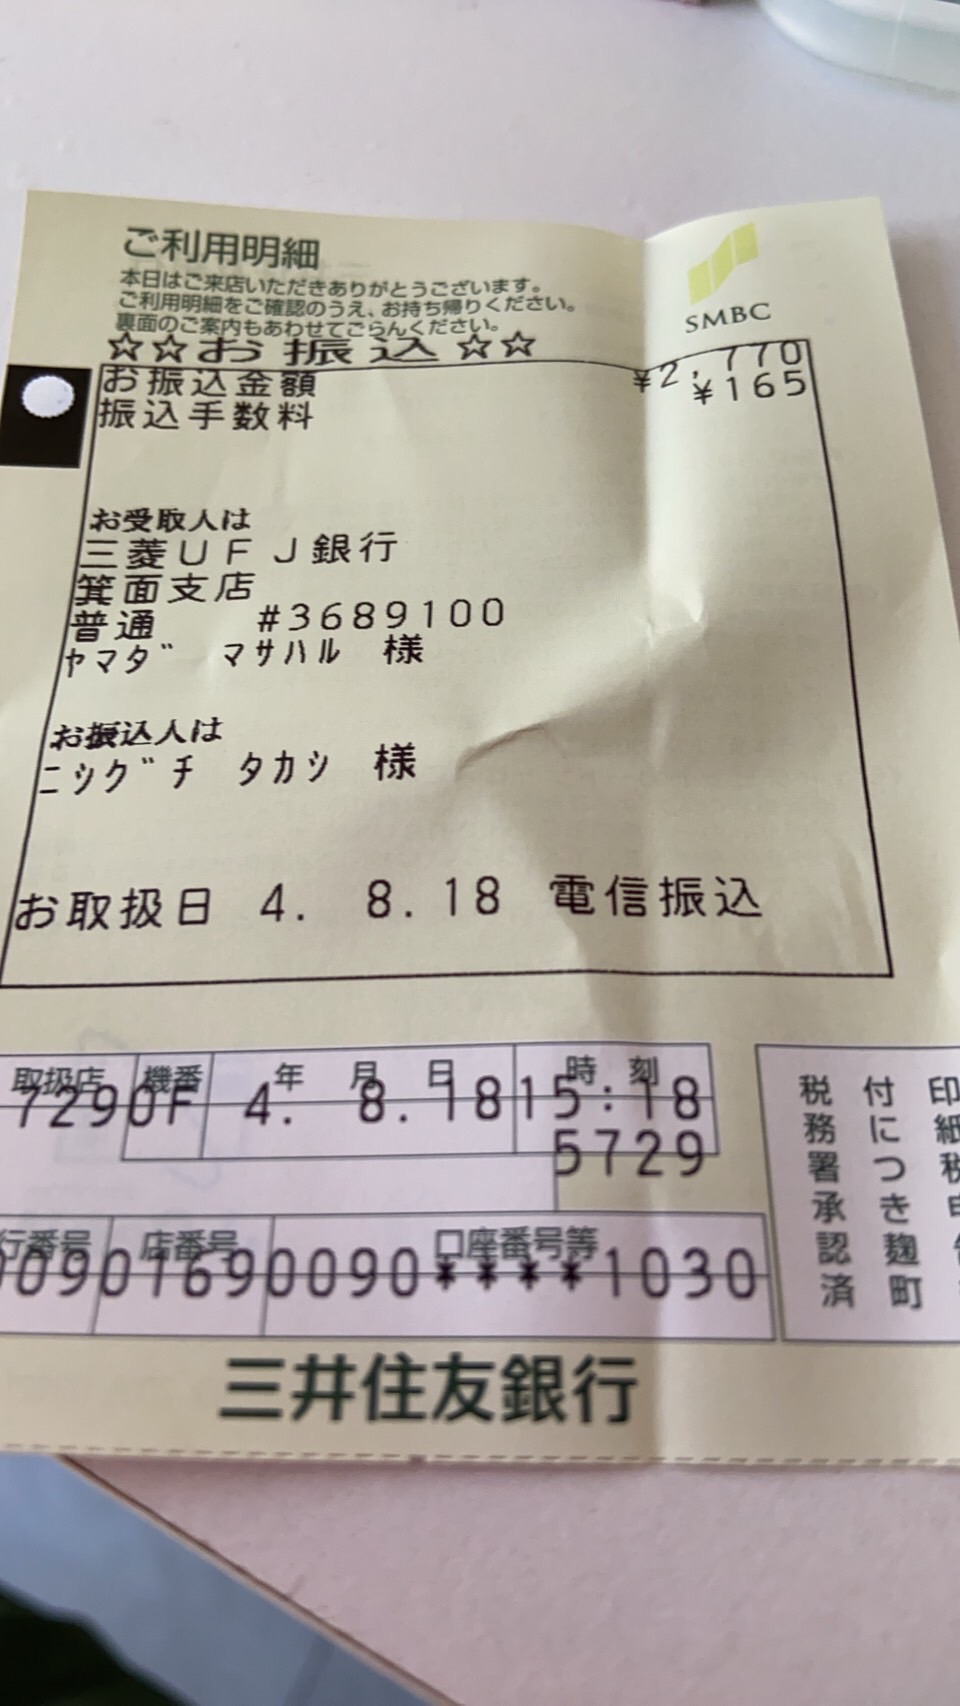 ご利用明細
本日はご来店いただきありがとうございます。
ご利用明細をご確認のうえ、お持ち帰りください。
裏面のご案内もあわせてごらんください。
SMBC
☆☆お振込☆☆
お振込金額 ¥2,770
振込手数料 ¥165
お受取人は
三菱UFJ銀行
箕面支店
普通 #3689100
ヤマダ マサハル 様
お振込人は
ニシグチ タカシ 様
お取扱日 4. 8.18 電信振込
取扱店 機番 年 月 日 時 刻
7290F 4. 8.1815:18
5729
行番号 店番号 口座番号等
00901690090****1030
印紙税申
付につき麹町
税務署承認済
三井住友銀行